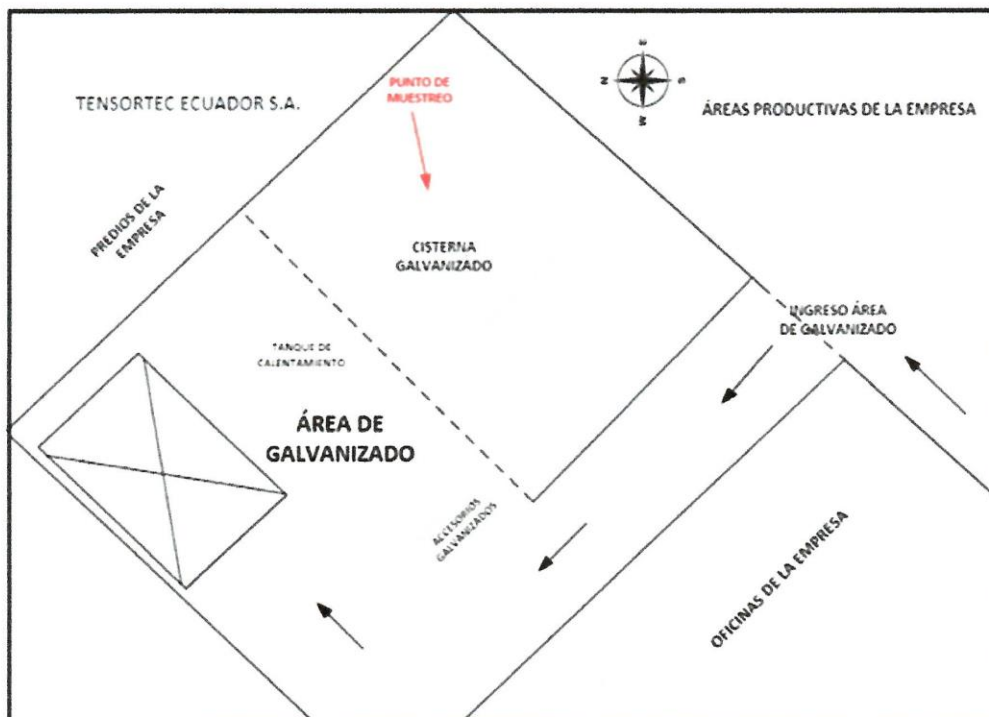 TENSORTEC ECUADOR S.A.
PUNTO DE
MUESTREO
ÁREAS PRODUCTIVAS DE LA EMPRESA
PREDIOS DE LA
EMPRESA
CISTERNA
GALVANIZADO
INGRESO ÁREA
DE GALVANIZADO
TANQUE DE
CALENTAMIENTO
ÁREA DE
GALVANIZADO
ACCESORIOS
GALVANIZADOS
OFICINAS DE LA EMPRESA